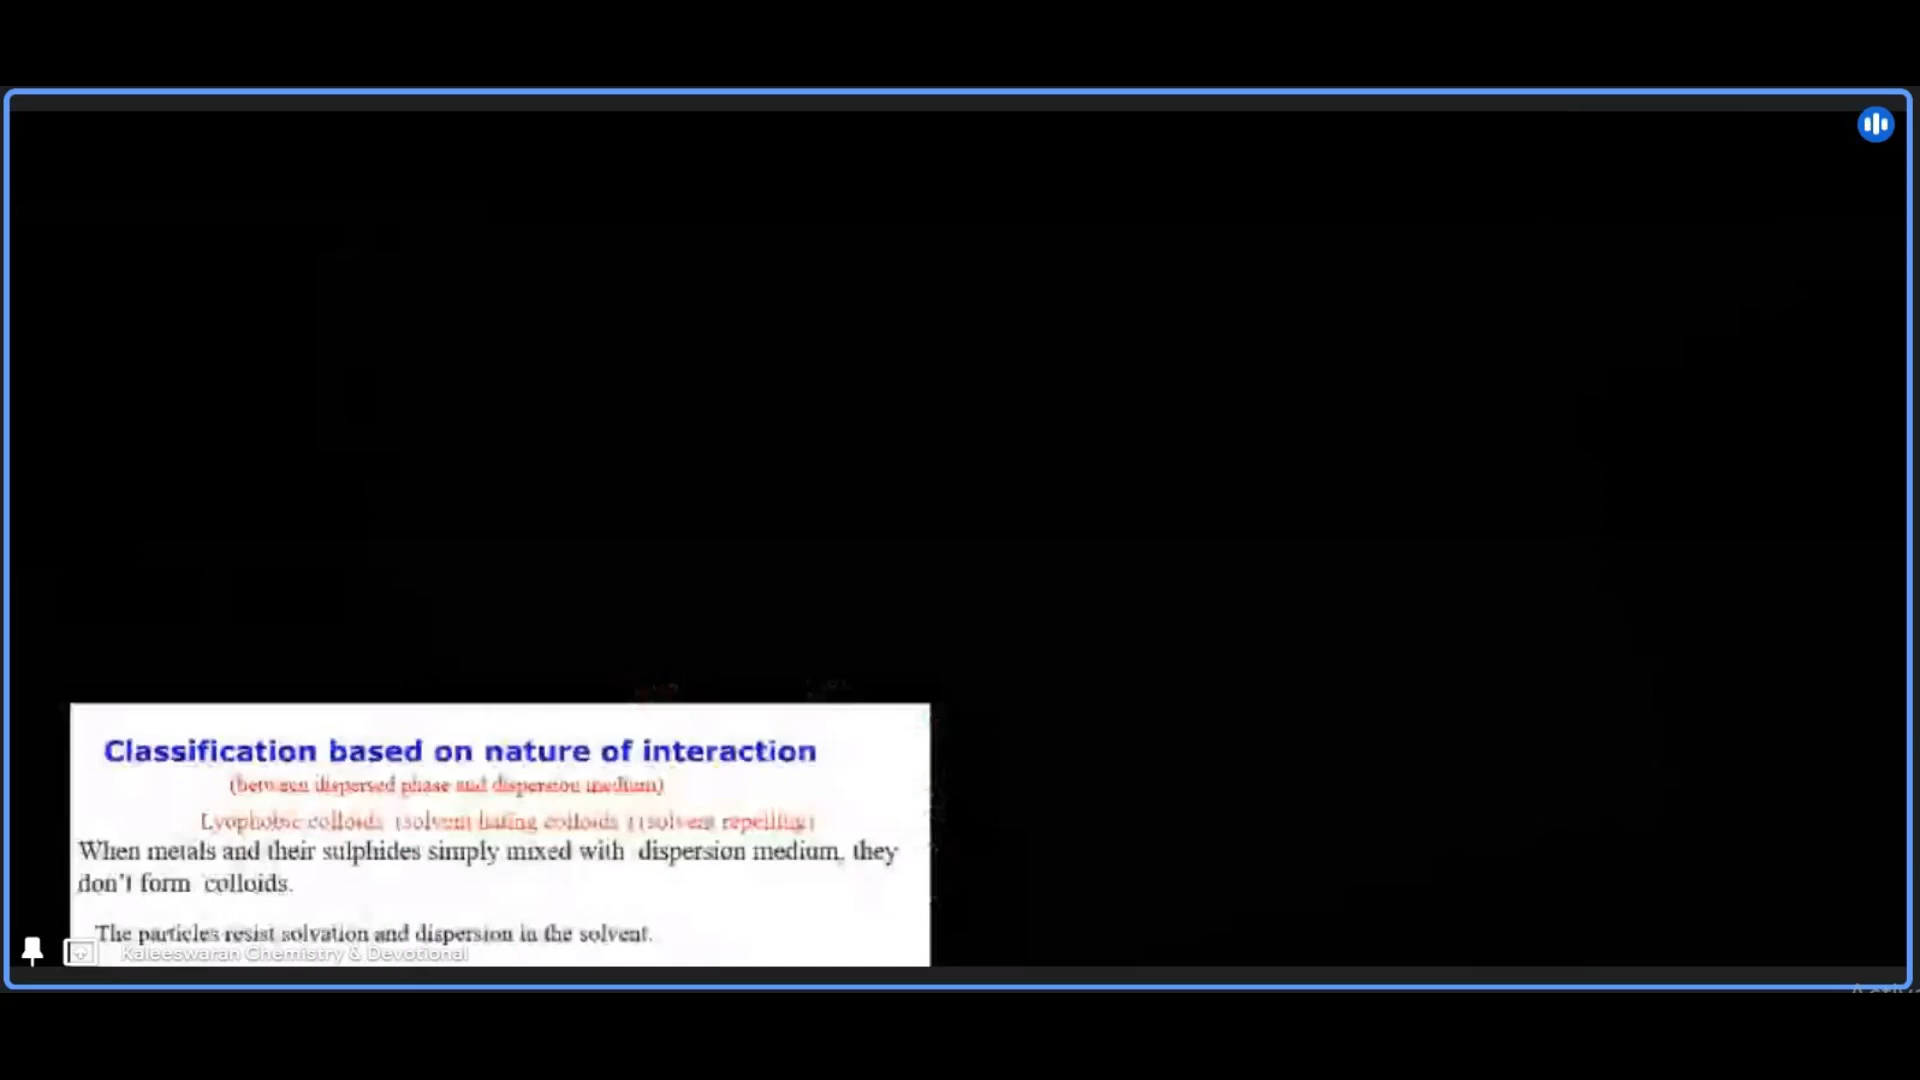 Classification based on nature of interaction
(between dispersed phase and dispersion medium)
Lyophobic colloids (solvent hating colloids ) (solvent repelling)
When metals and their sulphides simply mixed with dispersion medium, they
don't form colloids.
The particles resist solvation and dispersion in the solvent.
Kaleeswaran Chemistry & Devotional